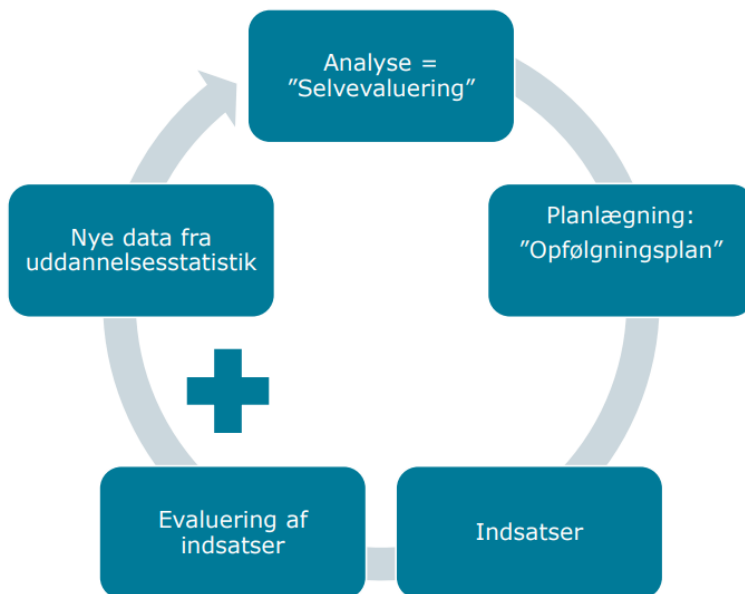 Analyse =
”Selvevaluering”
Planlægning:
”Opfølgningsplan”
Indsatser
Evaluering af
indsatser
Nye data fra
uddannelsesstatistik